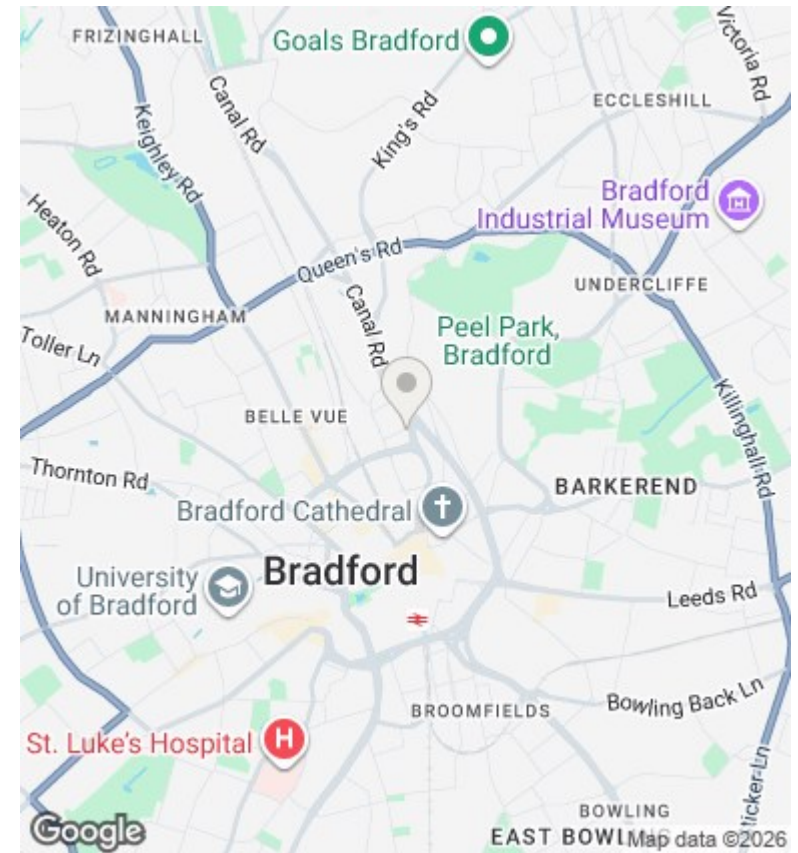 FRIZINGHALL
Goals Bradford
Victoria Rd
Canal Rd
King's Rd
ECCLESHILL
Keighley Rd
Bradford
Industrial Museum
Heaton Rd
Queen's Rd
UNDERCLIFFE
Canal Rd
MANNINGHAM
Peel Park,
Bradford
Toller Ln
Killinghall Rd
BELLE VUE
Thornton Rd
BARKEREND
Bradford Cathedral
Bradford
University
of Bradford
Leeds Rd
Bowling Back Ln
BROOMFIELDS
St. Luke's Hospital
H
BOWLING
Google
EAST
Map data ©2026